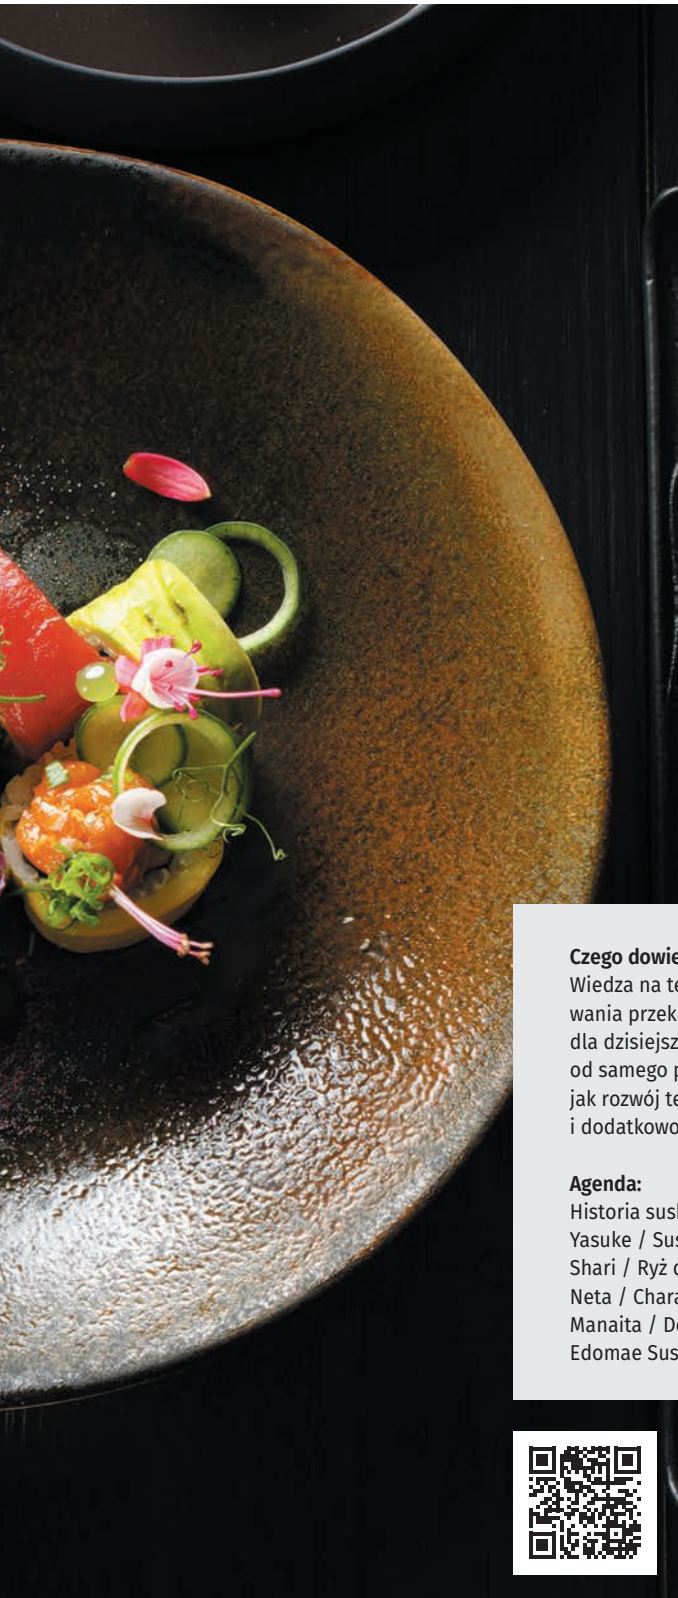 Czego dowie
Wiedza na te
wania przek
dla dzisiejsz
od samego p
jak rozwój te
i dodatkowo
Agenda:
Historia sus
Yasuke / Sus
Shari / Ryż
Neta / Chara
Manaita / D
Edomae Sus